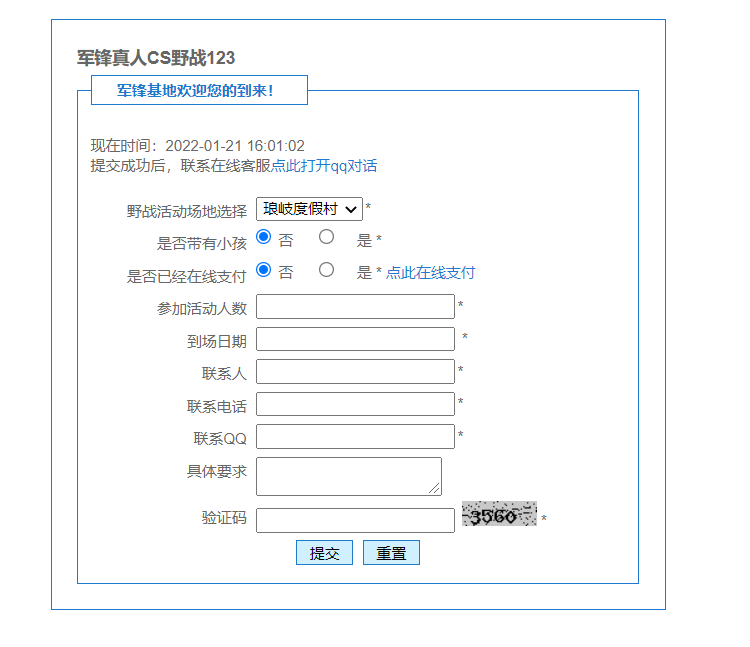 军锋真人CS野战123
军锋基地欢迎您的到来！
现在时间：2022-01-21 16:01:02
提交成功后，联系在线客服点此打开qq对话
野战活动场地选择 琅岐度假村 *
是否带有小孩 否 是 *
是否已经在线支付 否 是 * 点此在线支付
参加活动人数 *
到场日期 *
联系人 *
联系电话 *
联系QQ *
具体要求
验证码 3560 *
提交 重置